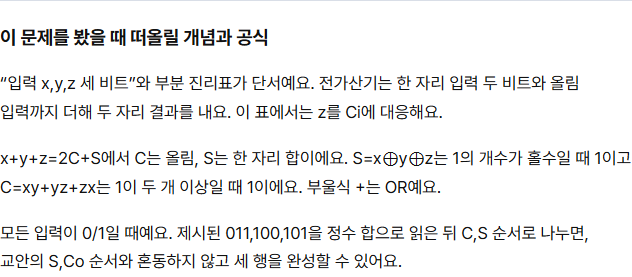 이 문제를 봤을 때 떠올릴 개념과 공식
“입력 x,y,z 세 비트”와 부분 진리표가 단서예요. 전가산기는 한 자리 입력 두 비트와 올림
입력까지 더해 두 자리 결과를 내요. 이 표에서는 z를 Ci에 대응해요.
x+y+z=2C+S에서 C는 올림, S는 한 자리 합이에요. S=x⊕y⊕z는 1의 개수가 홀수일 때 1이고
C=xy+yz+zx는 1이 두 개 이상일 때 1이에요. 부울식 +는 OR예요.
모든 입력이 0/1일 때예요. 제시된 011,100,101을 정수 합으로 읽은 뒤 C,S 순서로 나누면,
교안의 S,Co 순서와 혼동하지 않고 세 행을 완성할 수 있어요.